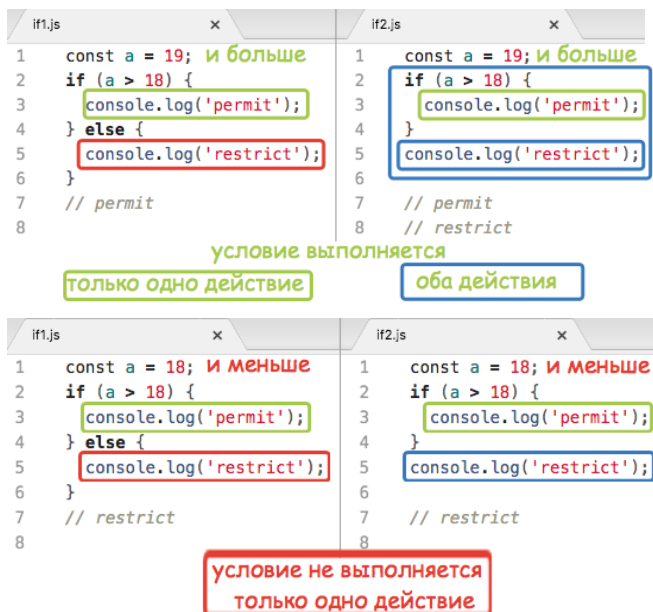 if1.js ×
1 const a = 19; и больше
2 if (a > 18) {
3 console.log('permit');
4 } else {
5 console.log('restrict');
6 }
7 // permit
8
if2.js ×
1 const a = 19; и больше
2 if (a > 18) {
3 console.log('permit');
4 }
5 console.log('restrict');
6
7 // permit
8 // restrict
условие выполняется
только одно действие
оба действия
if1.js ×
1 const a = 18; и меньше
2 if (a > 18) {
3 console.log('permit');
4 } else {
5 console.log('restrict');
6 }
7 // restrict
8
if2.js ×
1 const a = 18; и меньше
2 if (a > 18) {
3 console.log('permit');
4 }
5 console.log('restrict');
6
7 // restrict
8
условие не выполняется
только одно действие